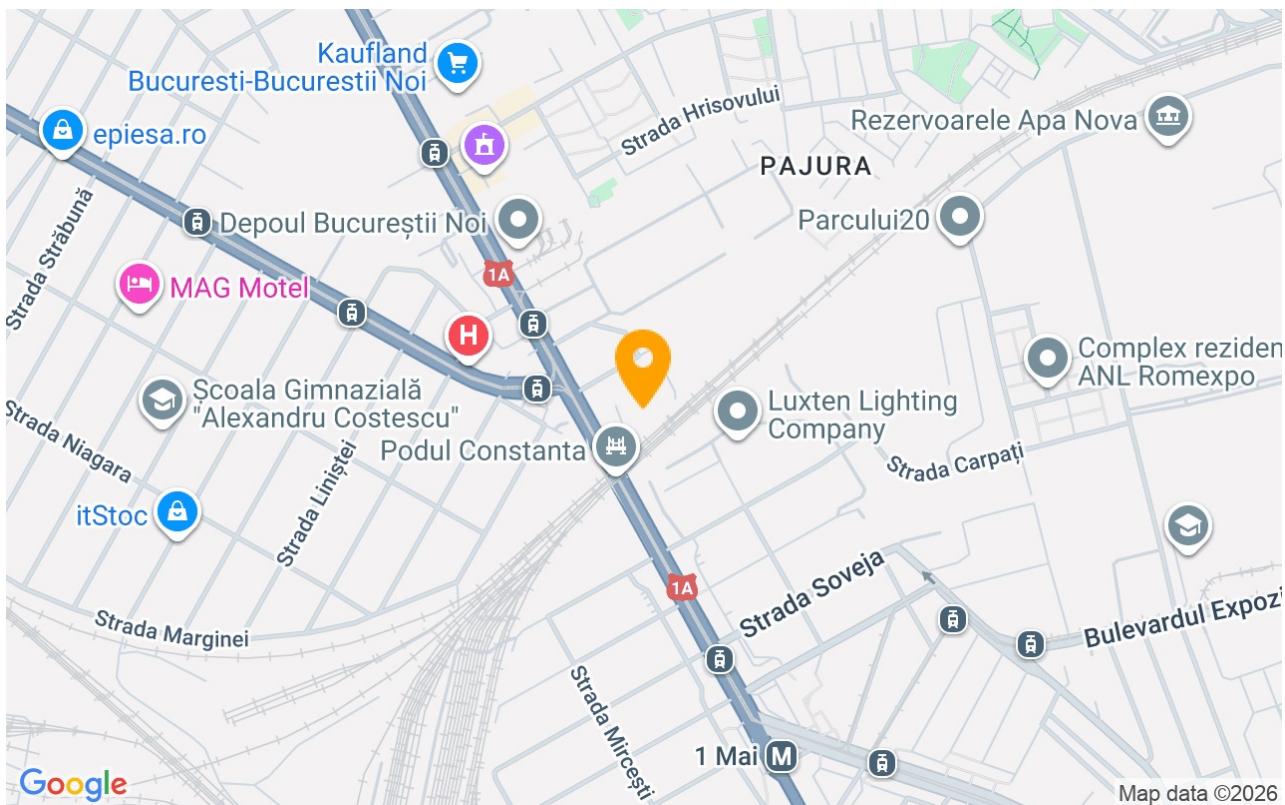 Kaufland
Bucuresti-Bucurestii Noi
epiesa.ro
Strada Hrisovului
Rezervoarele Apa Nova
PAJURA
Strada Străbună
Depoul Bucureștii Noi
Parcului20
1A
MAG Motel
H
Complex reziden
ANL Romexpo
Școala Gimnazială
"Alexandru Costescu"
Luxten Lighting
Company
Strada Niagara
Strada Liniștei
Podul Constanta
Strada Carpați
itStoc
1A
Strada Soveja
Strada Marginei
Bulevardul Expozi
Strada Mircești
1 Mai M
Google
Map data ©2026